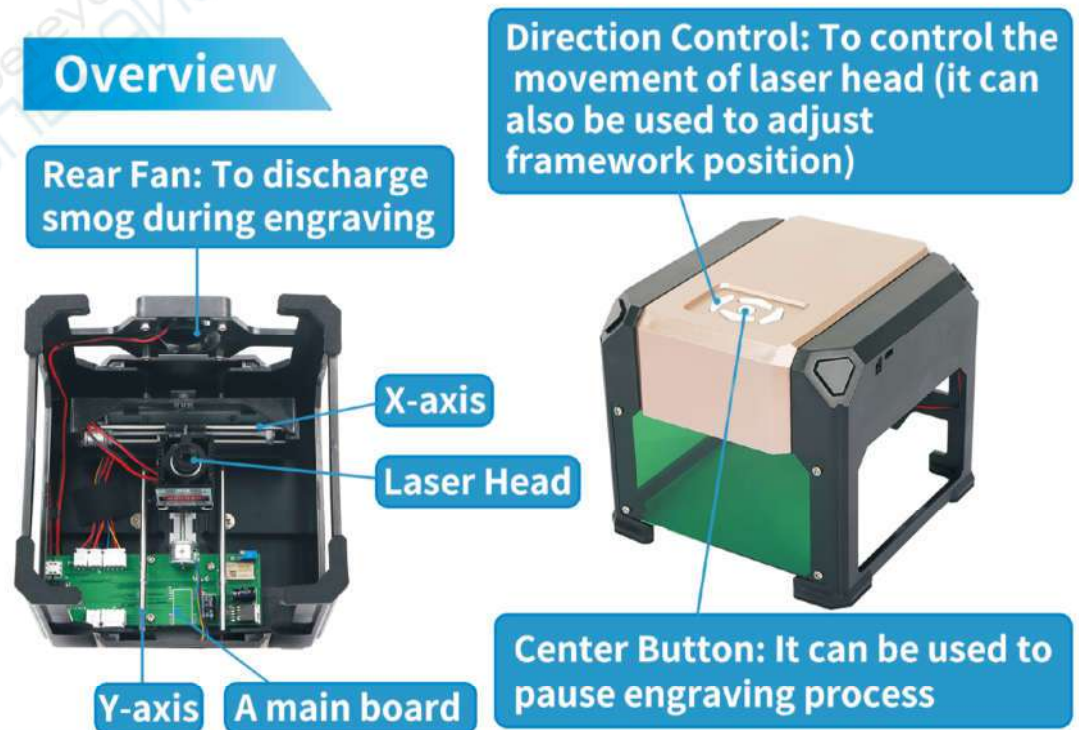 Overview
Rear Fan: To discharge
smog during engraving
Direction Control: To control the
movement of laser head (it can
also be used to adjust
framework position)
X-axis
Laser Head
Y-axis
A main board
Center Button: It can be used to
pause engraving process